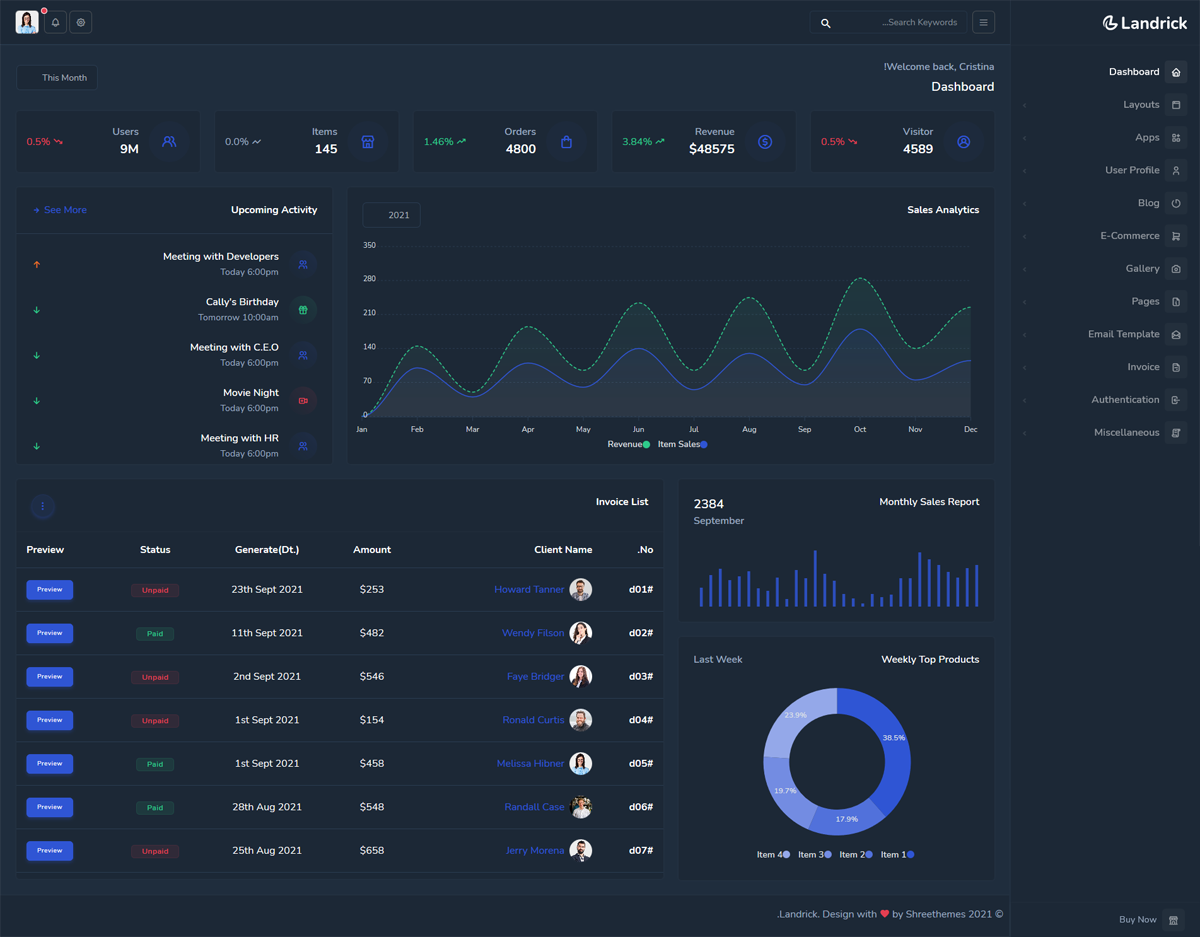 Landrick
...Search Keywords
Dashboard
Layouts
Apps
User Profile
Blog
E-Commerce
Gallery
Pages
Email Template
Invoice
Authentication
Miscellaneous
Buy Now
!Welcome back, Cristina
Dashboard
This Month
0.5%
Users
9M
0.0%
Items
145
1.46%
Orders
4800
3.84%
Revenue
$48575
0.5%
Visitor
4589
See More
Upcoming Activity
Meeting with Developers
Today 6:00pm
Cally's Birthday
Tomorrow 10:00am
Meeting with C.E.O
Today 6:00pm
Movie Night
Today 6:00pm
Meeting with HR
Today 6:00pm
2021
Sales Analytics
350
280
210
140
70
0
Jan Feb Mar Apr May Jun Jul Aug Sep Oct Nov Dec
Revenue Item Sales
Invoice List
Preview Status Generate(Dt.) Amount Client Name .No
Preview Unpaid 23th Sept 2021 $253 Howard Tanner d01#
Preview Paid 11th Sept 2021 $482 Wendy Filson d02#
Preview Unpaid 2nd Sept 2021 $546 Faye Bridger d03#
Preview Unpaid 1st Sept 2021 $154 Ronald Curtis d04#
Preview Paid 1st Sept 2021 $458 Melissa Hibner d05#
Preview Paid 28th Aug 2021 $548 Randall Case d06#
Preview Unpaid 25th Aug 2021 $658 Jerry Morena d07#
2384
September
Monthly Sales Report
Last Week
Weekly Top Products
23.9%
38.5%
19.7%
17.9%
Item 4 Item 3 Item 2 Item 1
.Landrick. Design with ❤ by Shreethemes 2021 ©